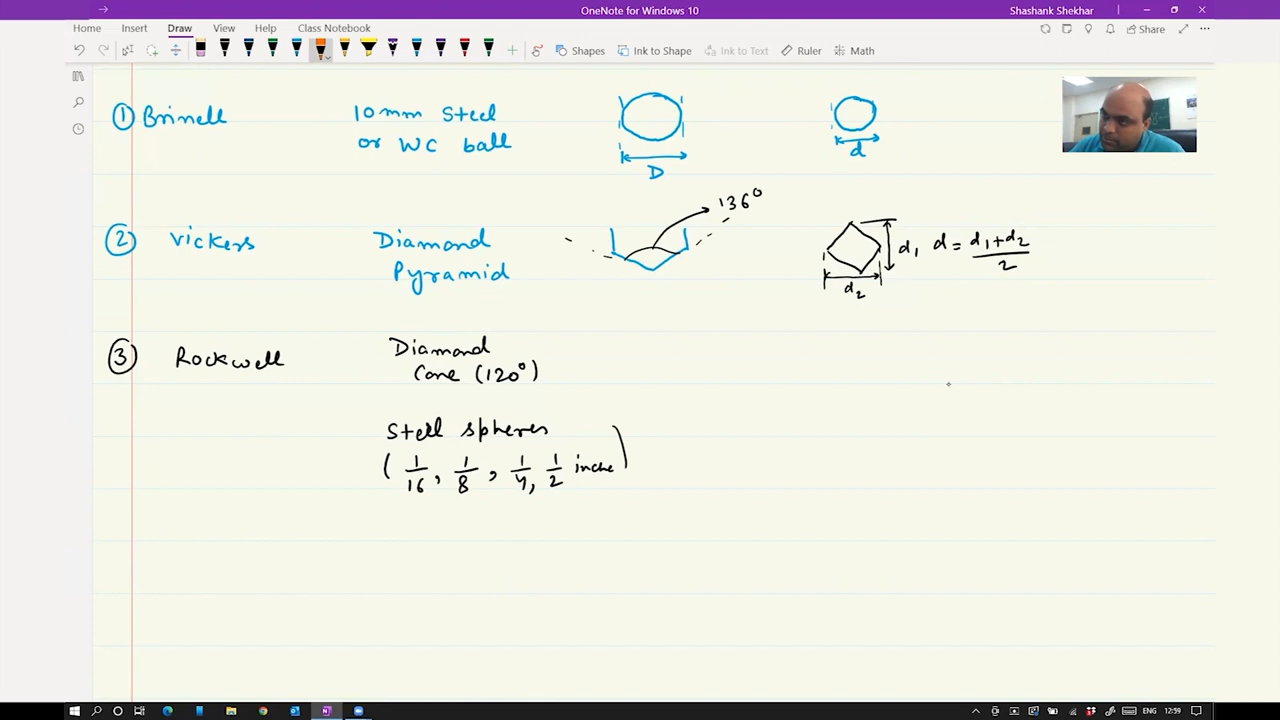 OneNote for Windows 10
Shashank Shekhar
Home Insert Draw View Help Class Notebook
Share
Shapes Ink to Shape Ink to Text Ruler Math
① Brinell 10mm Steel
or WC ball
D
d
136°
② Vickers Diamond
Pyramid
d₁ d = d₁+d₂/2
d₂
③ Rockwell Diamond
Cone (120°)
Stell spheres
( 1/16, 1/8, 1/4, 1/2 inche )
ENG 12:59